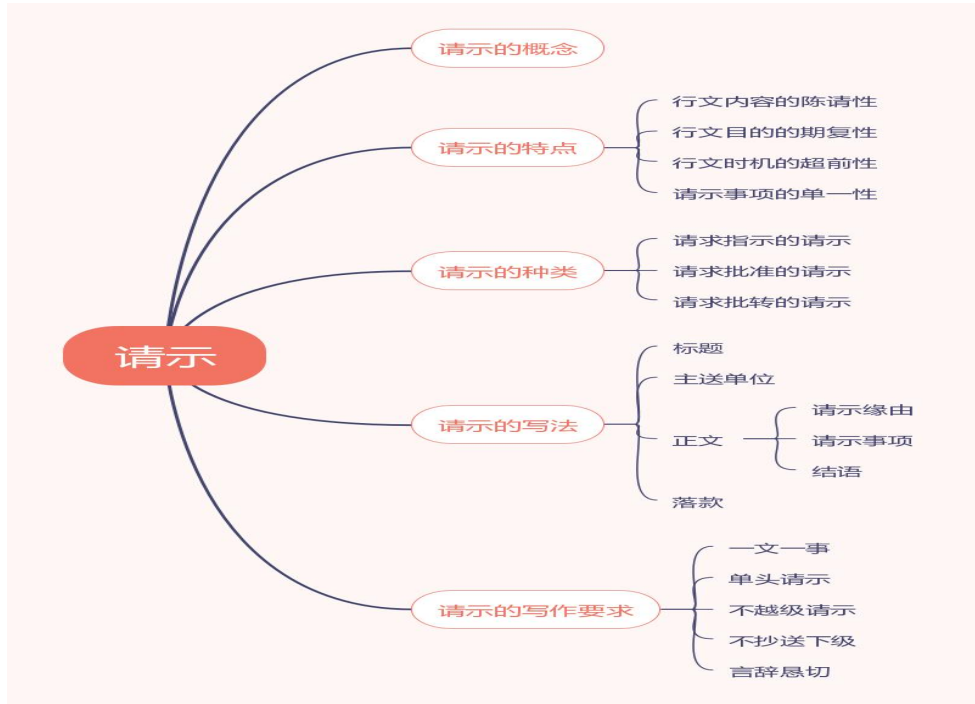 请示
请示的概念
请示的特点
行文内容的陈请性
行文目的的期复性
行文时机的超前性
请示事项的单一性
请示的种类
请求指示的请示
请求批准的请示
请求批转的请示
请示的写法
标题
主送单位
正文
请示缘由
请示事项
结语
落款
请示的写作要求
一文一事
单头请示
不越级请示
不抄送下级
言辞恳切